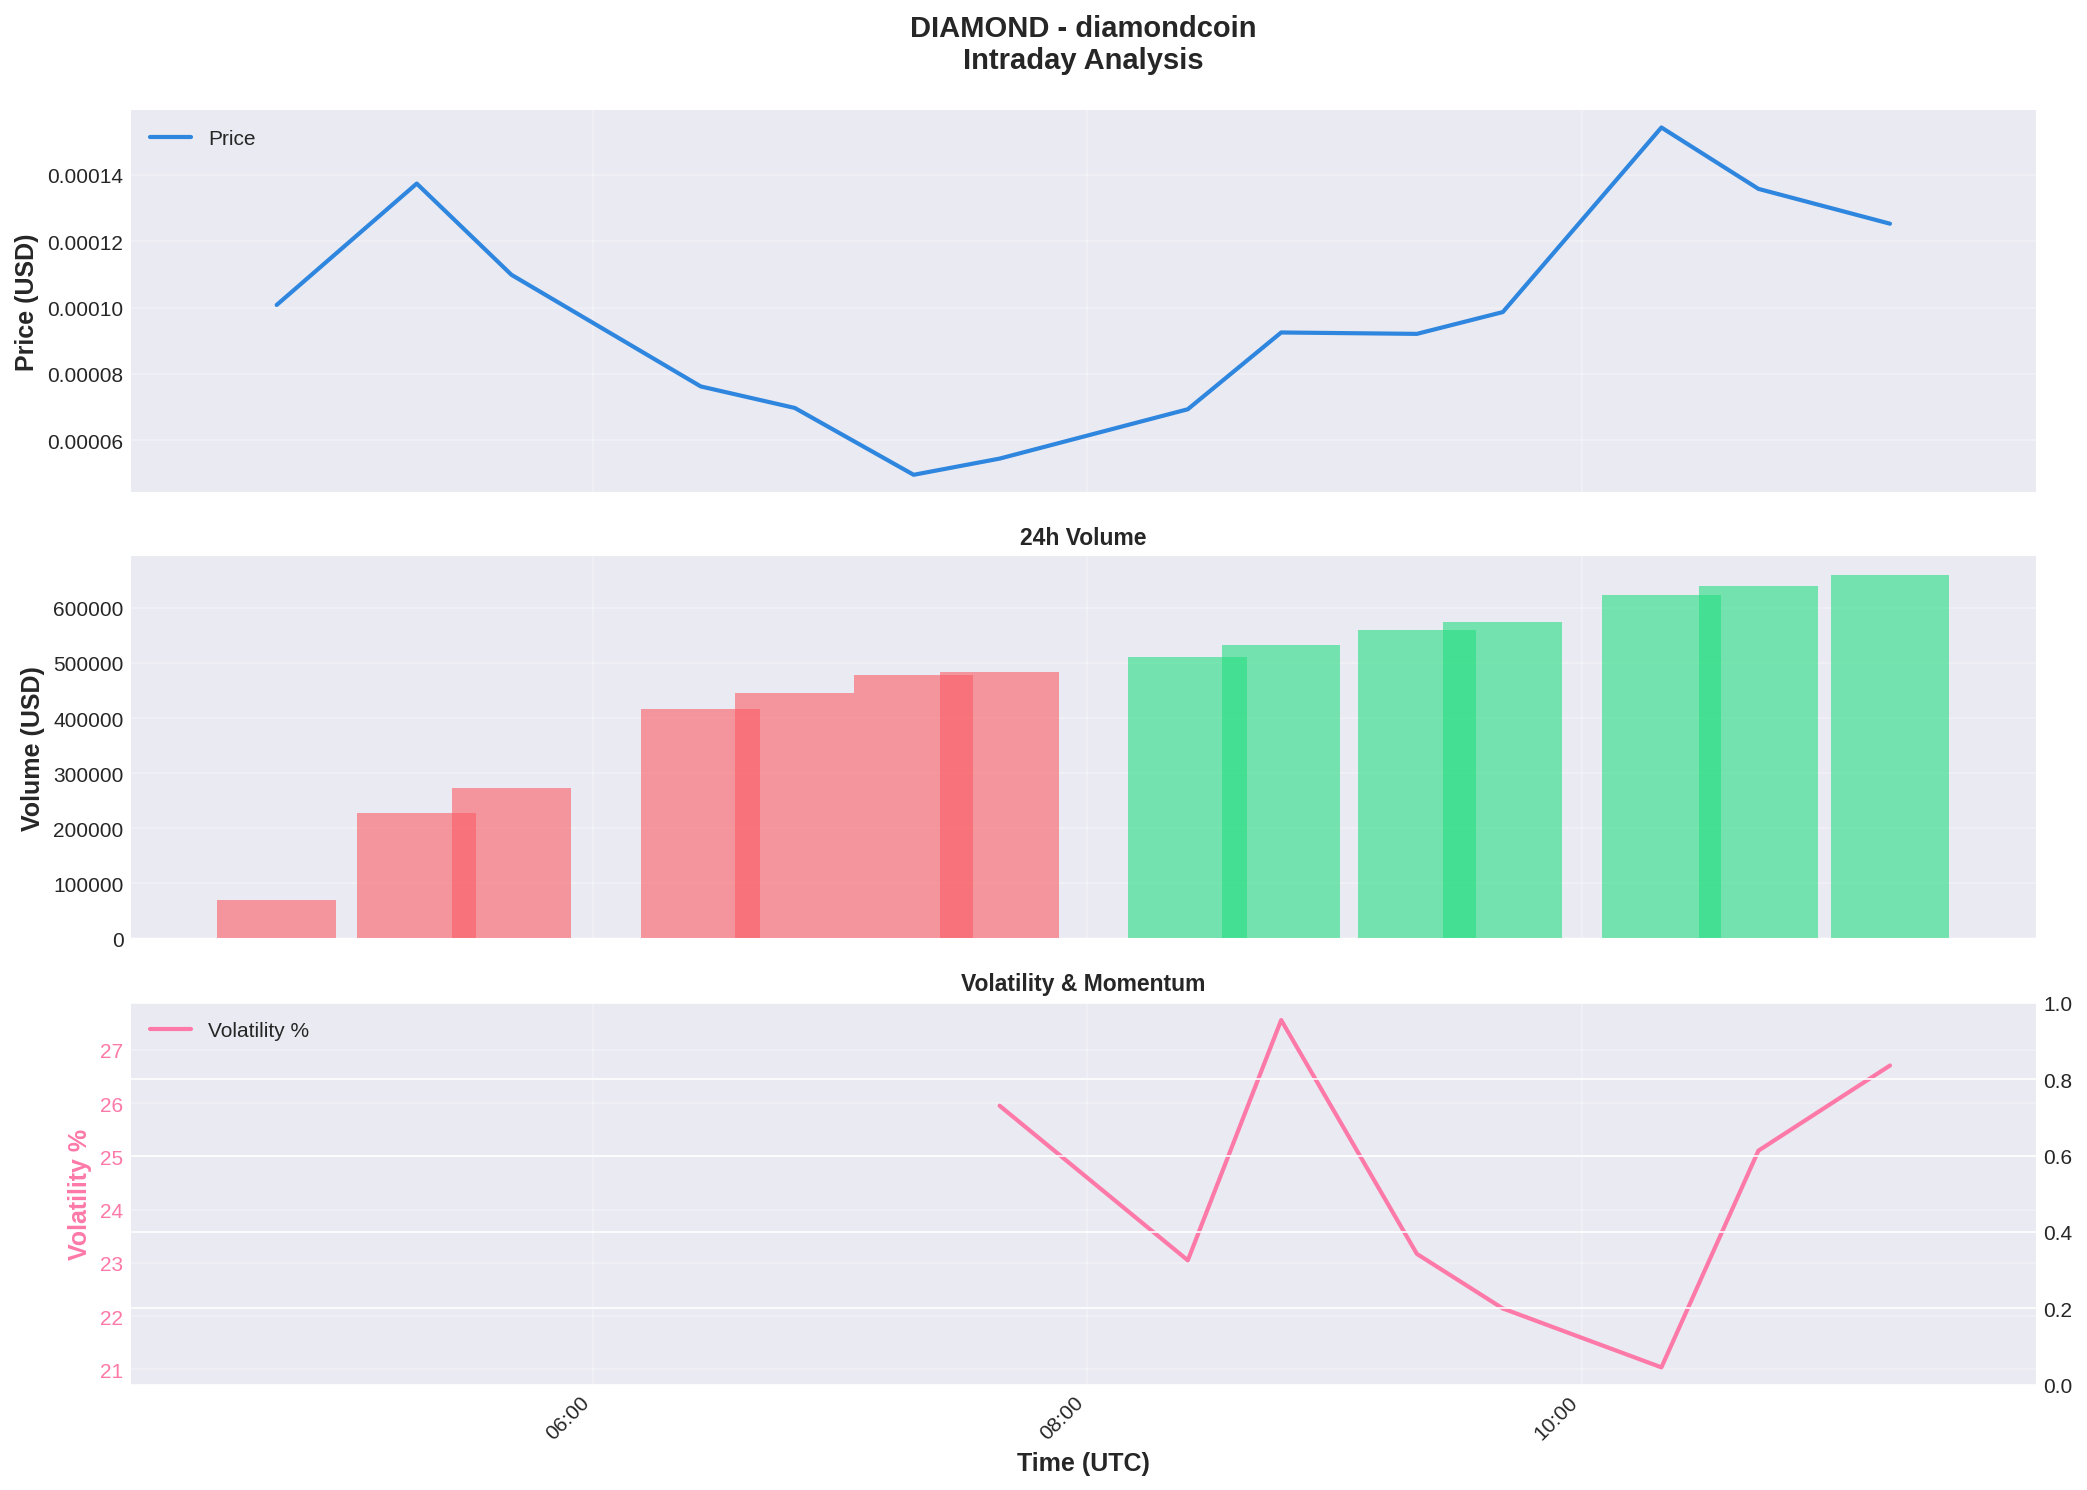 DIAMOND - diamondcoin
Intraday Analysis
Price
0.00014
0.00012
0.00010
0.00008
0.00006
Price (USD)
24h Volume
600000
500000
400000
300000
200000
100000
0
Volume (USD)
Volatility & Momentum
Volatility %
27
26
25
24
23
22
21
Volatility %
1.0
0.8
0.6
0.4
0.2
0.0
06:00
08:00
10:00
Time (UTC)